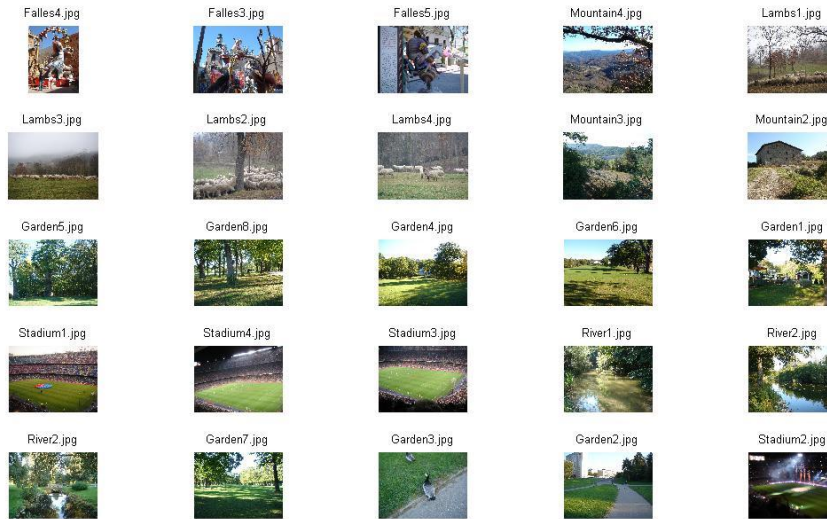 Falles4.jpg Falles3.jpg Falles5.jpg Mountain4.jpg Lambs1.jpg
Lambs3.jpg Lambs2.jpg Lambs4.jpg Mountain3.jpg Mountain2.jpg
Garden5.jpg Garden8.jpg Garden4.jpg Garden6.jpg Garden1.jpg
Stadium1.jpg Stadium4.jpg Stadium3.jpg River1.jpg River2.jpg
River2.jpg Garden7.jpg Garden3.jpg Garden2.jpg Stadium2.jpg